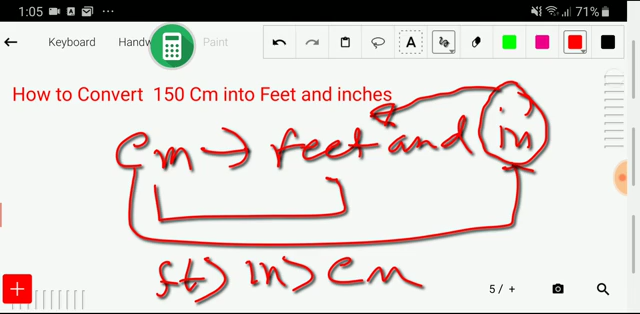 1:05 71%
Keyboard Handw Paint A
How to Convert 150 Cm into Feet and inches
Cm → feet and in
ft > in > cm
5 / +